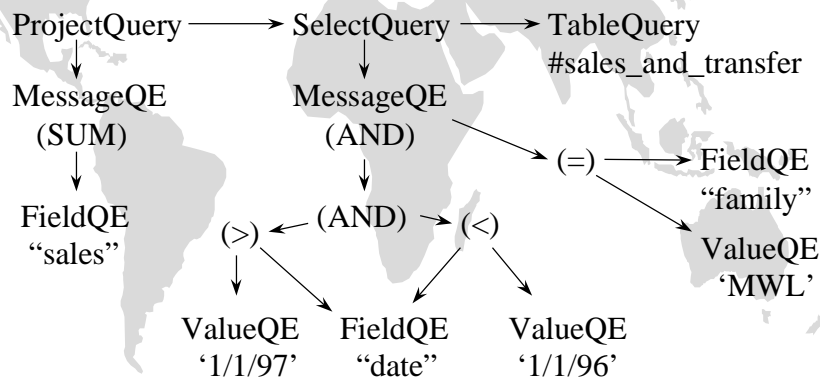 ProjectQuery SelectQuery TableQuery
#sales_and_transfer
MessageQE MessageQE
(SUM) (AND)
(=) FieldQE
“family”
FieldQE (>) (AND) (<)
“sales”
ValueQE
‘MWL’
ValueQE FieldQE ValueQE
‘1/1/97’ “date” ‘1/1/96’